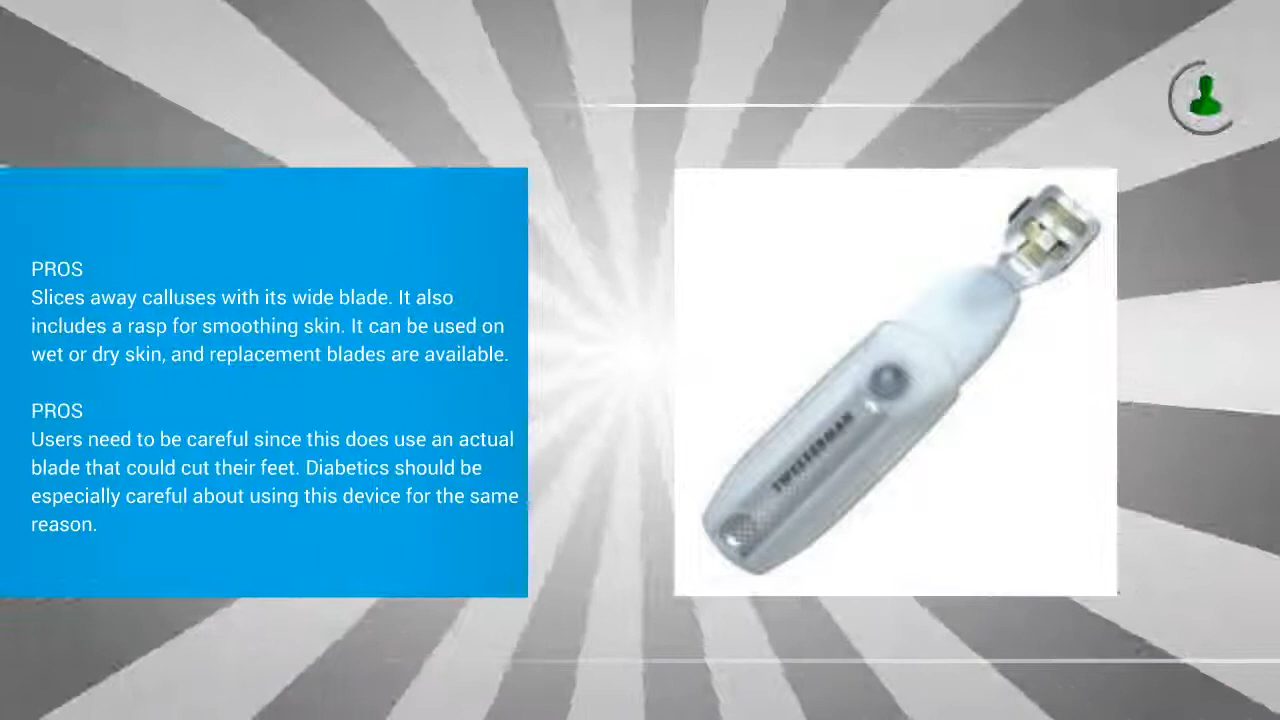 PROS
Slices away calluses with its wide blade. It also
includes a rasp for smoothing skin. It can be used on
wet or dry skin, and replacement blades are available.
PROS
Users need to be careful since this does use an actual
blade that could cut their feet. Diabetics should be
especially careful about using this device for the same
reason.
TWEEZERMAN